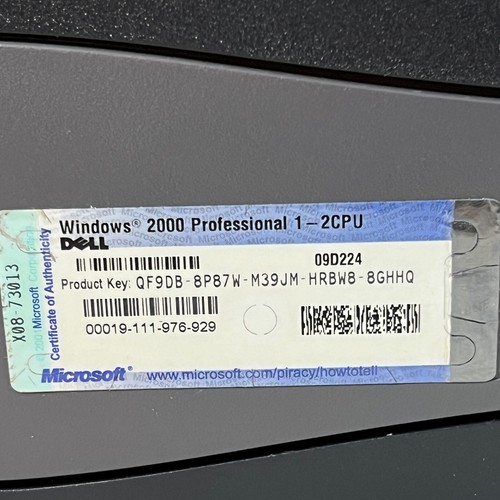 Windows® 2000 Professional 1-2CPU
DELL
09D224
Product Key: QF9DB-8P87W-M39JM-HRBW8-8GHHQ
00019-111-976-929
Microsoft® www.microsoft.com/piracy/howtotell
X08-73013
Microsoft Corporation
Certificate of Authenticity